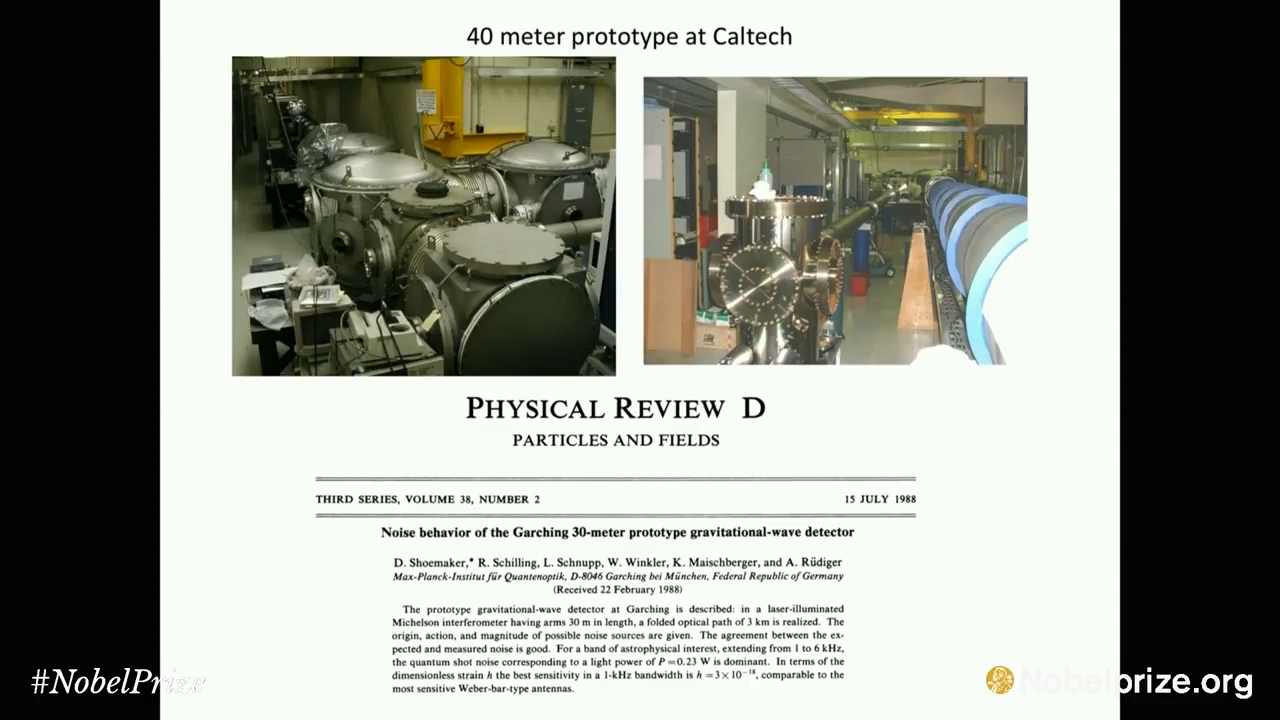 40 meter prototype at Caltech
PHYSICAL REVIEW D
PARTICLES AND FIELDS
THIRD SERIES, VOLUME 38, NUMBER 2 15 JULY 1988
Noise behavior of the Garching 30-meter prototype gravitational-wave detector
D. Shoemaker,* R. Schilling, L. Schnupp, W. Winkler, K. Maischberger, and A. Rüdiger
Max-Planck-Institut für Quantenoptik, D-8046 Garching bei München, Federal Republic of Germany
(Received 22 February 1988)
The prototype gravitational-wave detector at Garching is described: in a laser-illuminated
Michelson interferometer having arms 30 m in length, a folded optical path of 3 km is realized. The
origin, action, and magnitude of possible noise sources are given. The agreement between the ex-
pected and measured noise is good. For a band of astrophysical interest, extending from 1 to 6 kHz,
the quantum shot noise corresponding to a light power of P=0.23 W is dominant. In terms of the
dimensionless strain h the best sensitivity in a 1-kHz bandwidth is h=3×10⁻¹⁸, comparable to the
most sensitive Weber-bar-type antennas.
#NobelPrize
Nobelprize.org